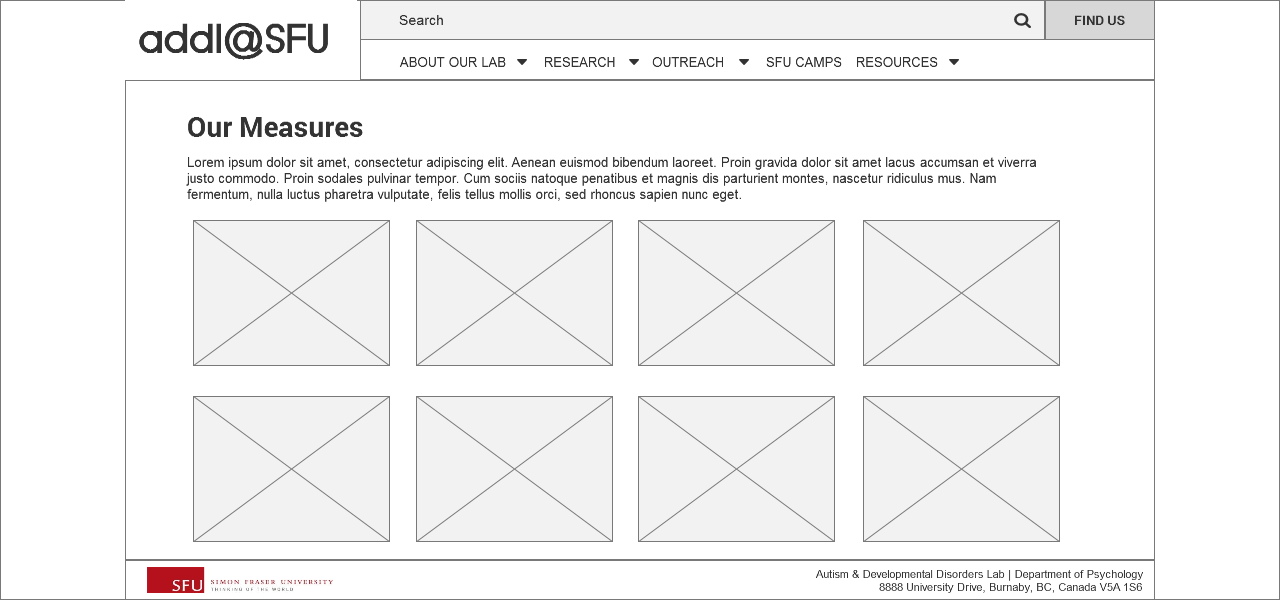 addl@SFU
Search
FIND US
ABOUT OUR LAB
RESEARCH
OUTREACH
SFU CAMPS
RESOURCES
Our Measures
Lorem ipsum dolor sit amet, consectetur adipiscing elit. Aenean euismod bibendum laoreet. Proin gravida dolor sit amet lacus accumsan et viverra
justo commodo. Proin sodales pulvinar tempor. Cum sociis natoque penatibus et magnis dis parturient montes, nascetur ridiculus mus. Nam
fermentum, nulla luctus pharetra vulputate, felis tellus mollis orci, sed rhoncus sapien nunc eget.
SFU
SIMON FRASER UNIVERSITY
THINKING OF THE WORLD
Autism & Developmental Disorders Lab | Department of Psychology
8888 University Drive, Burnaby, BC, Canada V5A 1S6